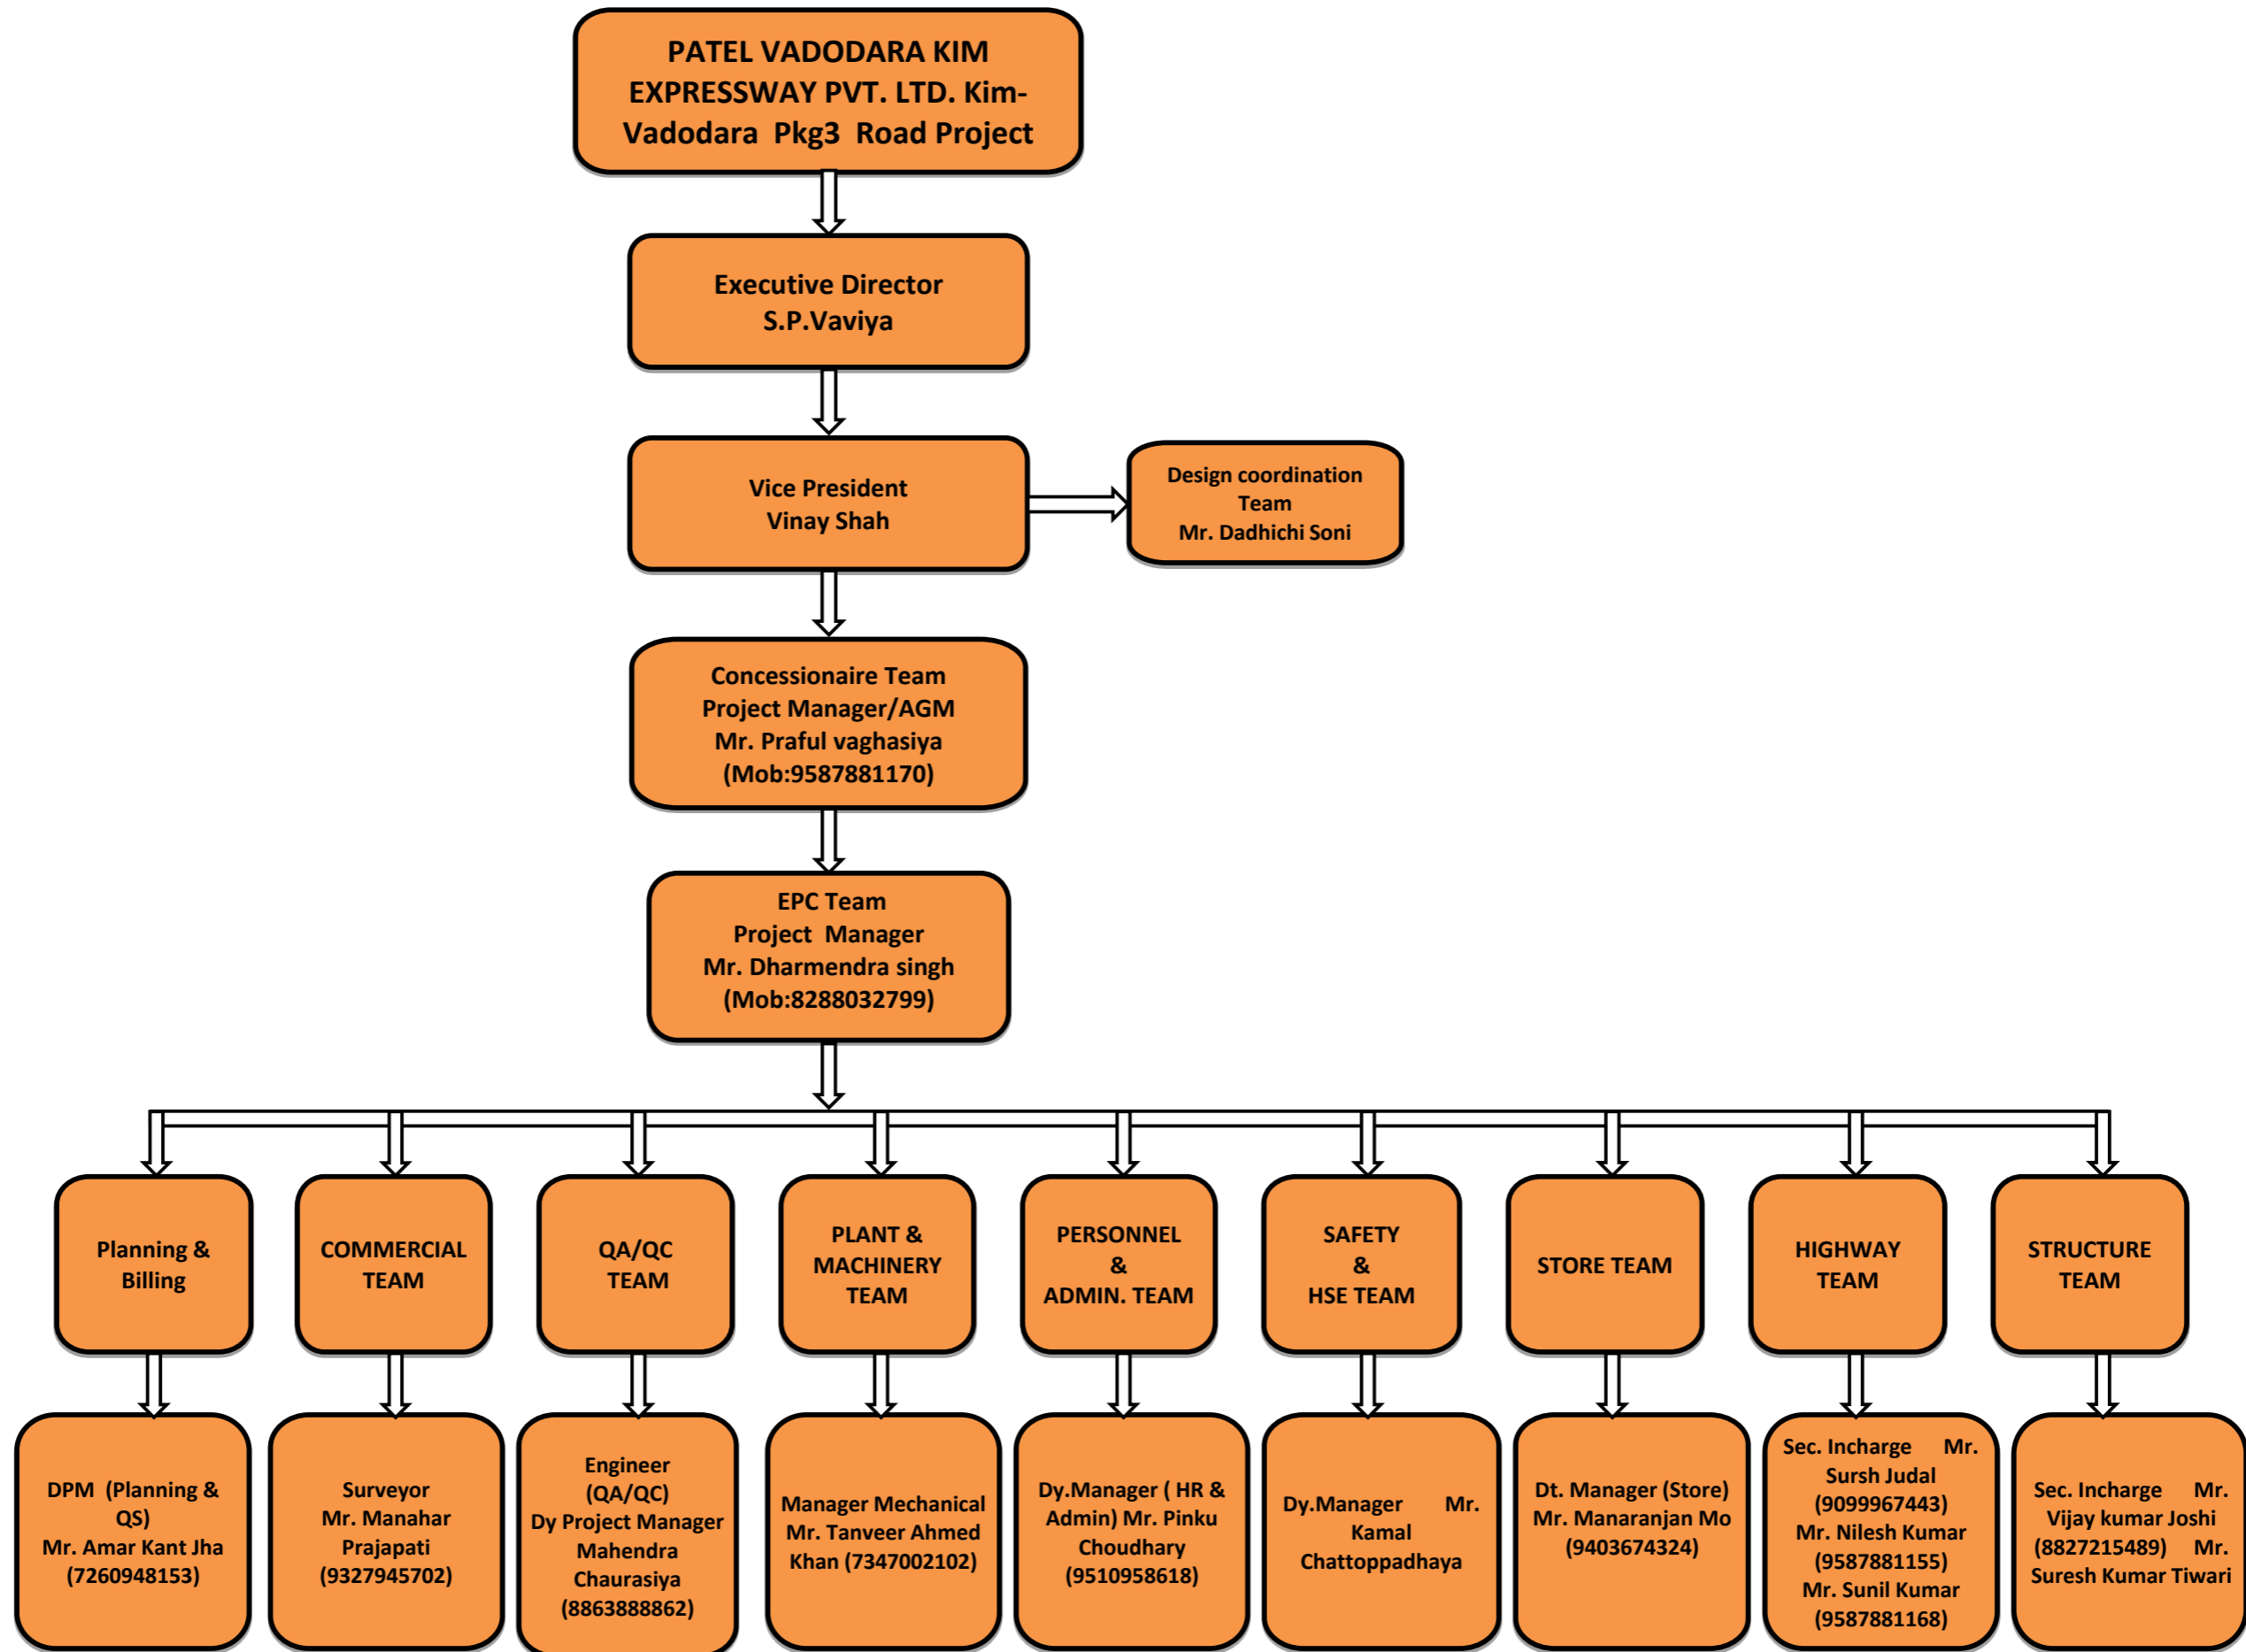 PATEL VADODARA KIM
EXPRESSWAY PVT. LTD. Kim-
Vadodara Pkg3 Road Project
Executive Director
S.P.Vaviya
Vice President
Vinay Shah
Design coordination
Team
Mr. Dadhichi Soni
Concessionaire Team
Project Manager/AGM
Mr. Praful vaghasiya
(Mob:9587881170)
EPC Team
Project Manager
Mr. Dharmendra singh
(Mob:8288032799)
Planning &
Billing
COMMERCIAL
TEAM
QA/QC
TEAM
PLANT &
MACHINERY
TEAM
PERSONNEL
&
ADMIN. TEAM
SAFETY
&
HSE TEAM
STORE TEAM
HIGHWAY
TEAM
STRUCTURE
TEAM
DPM (Planning &
QS)
Mr. Amar Kant Jha
(7260948153)
Surveyor
Mr. Manahar
Prajapati
(9327945702)
Engineer
(QA/QC)
Dy Project Manager
Mahendra
Chaurasiya
(8863888862)
Manager Mechanical
Mr. Tanveer Ahmed
Khan (7347002102)
Dy.Manager ( HR &
Admin) Mr. Pinku
Choudhary
(9510958618)
Dy.Manager Mr.
Kamal
Chattoppadhaya
Dt. Manager (Store)
Mr. Manaranjan Mo
(9403674324)
Sec. Incharge Mr.
Sursh Judal
(9099967443)
Mr. Nilesh Kumar
(9587881155)
Mr. Sunil Kumar
(9587881168)
Sec. Incharge Mr.
Vijay kumar Joshi
(8827215489) Mr.
Suresh Kumar Tiwari